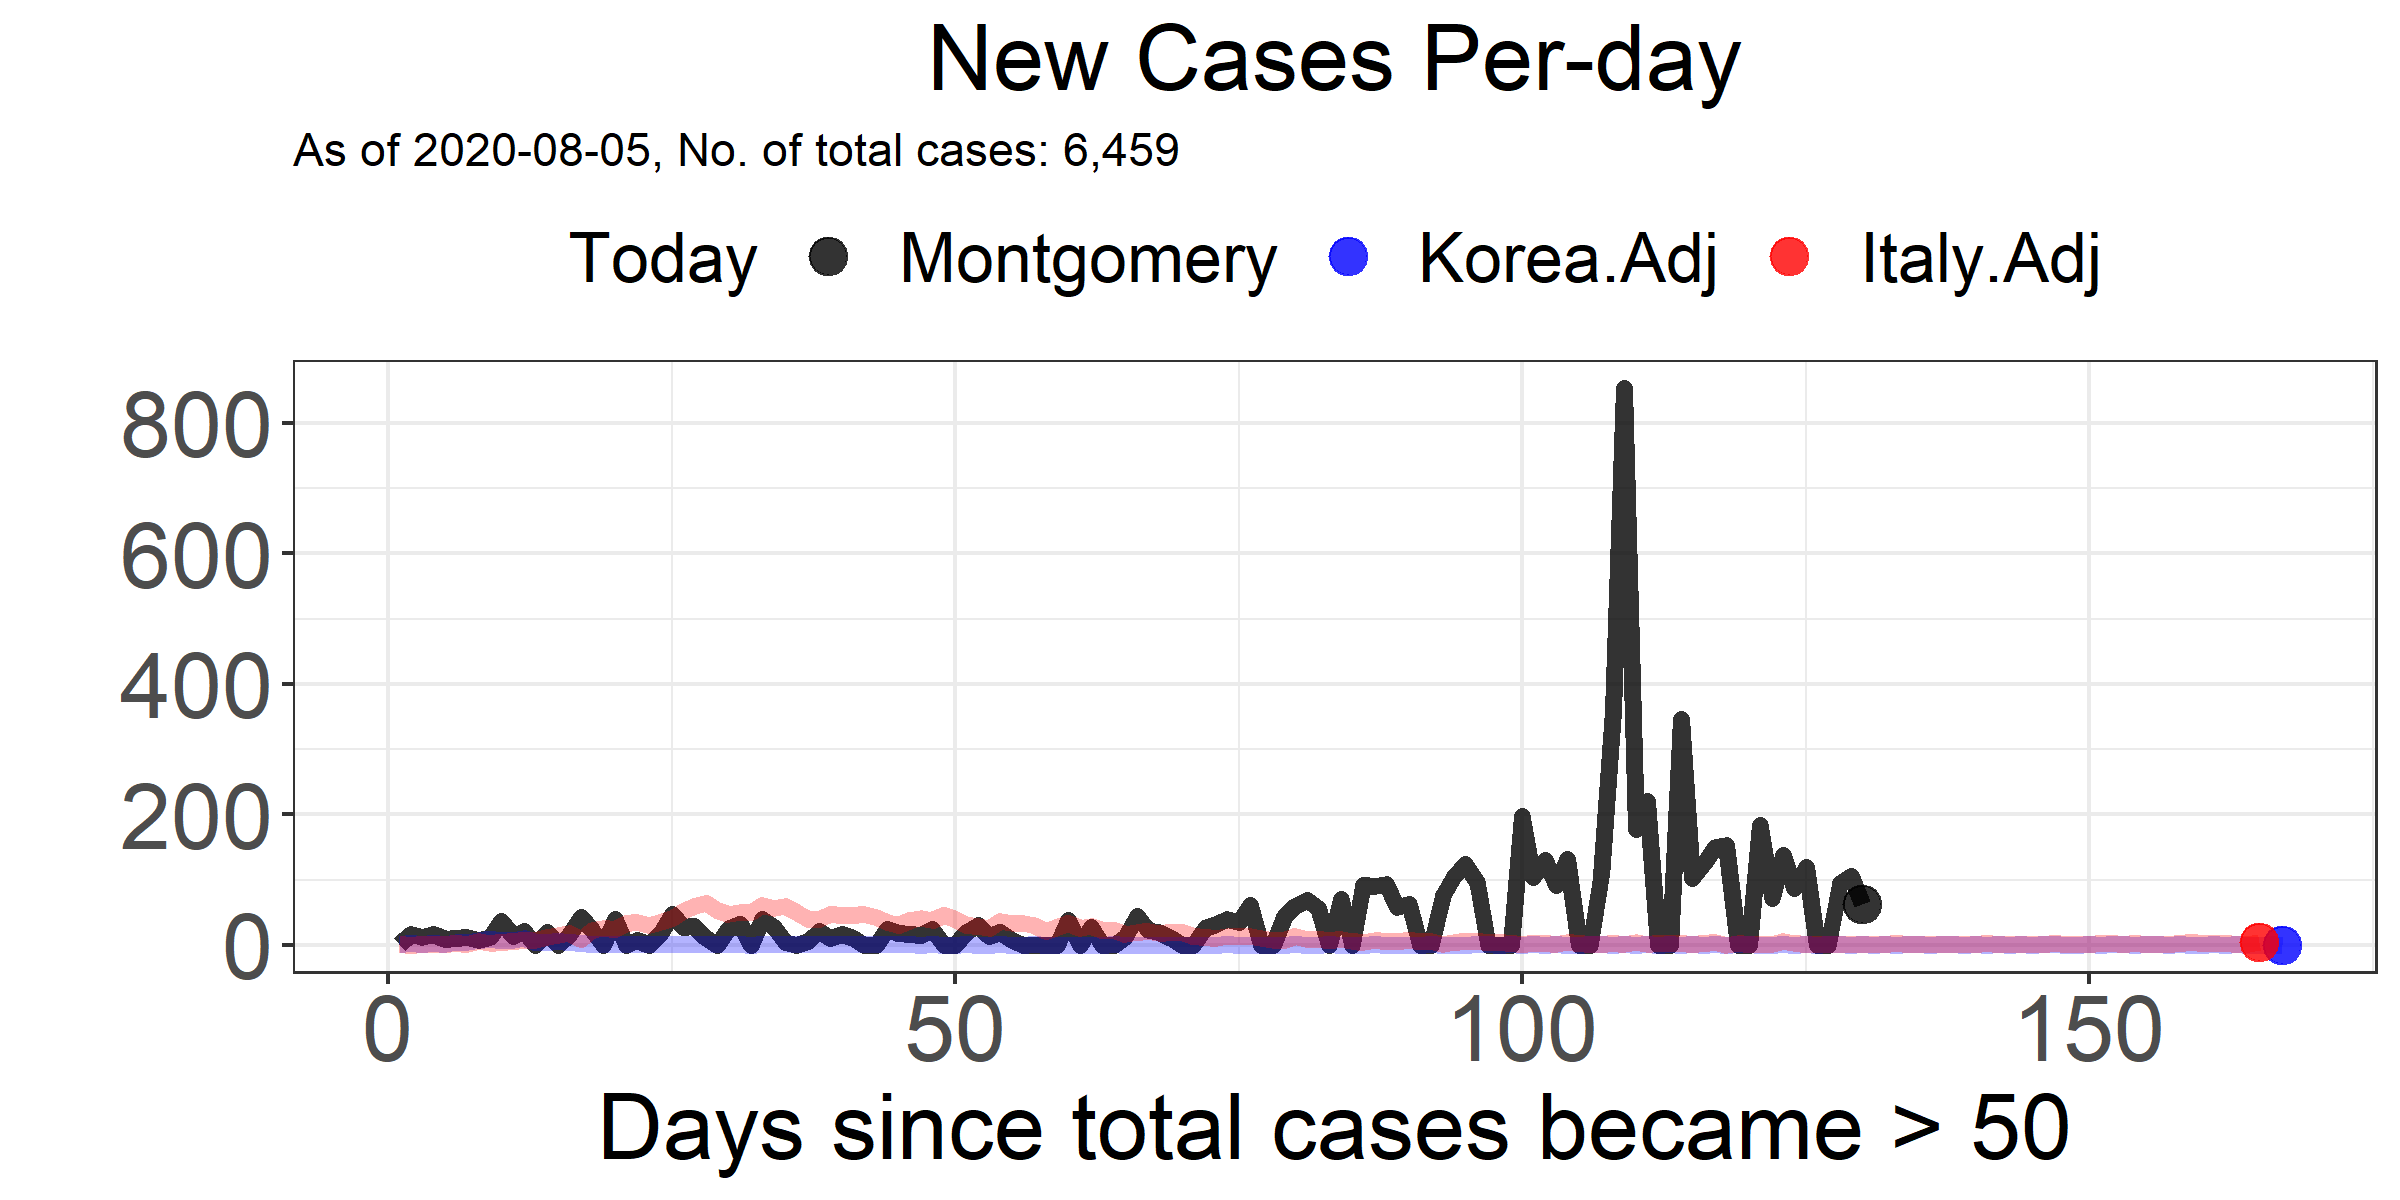 New Cases Per-day
As of 2020-08-05, No. of total cases: 6,459
Today Montgomery Korea.Adj Italy.Adj
800
600
400
200
0
0 50 100 150
Days since total cases became > 50